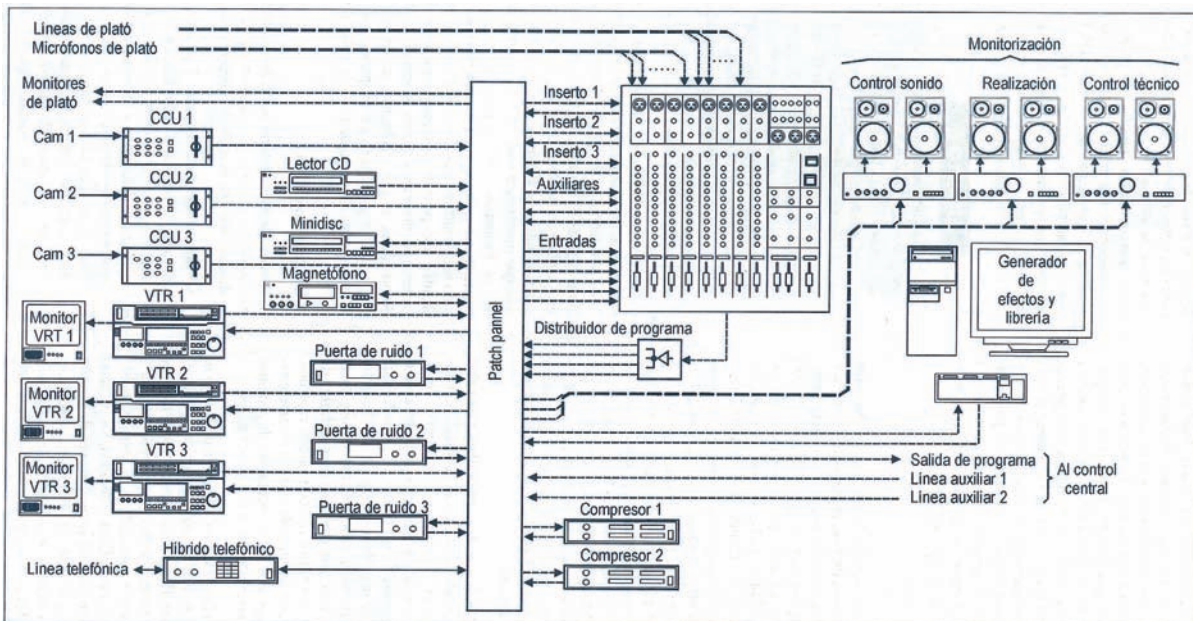 Líneas de plató
Micrófonos de plató
Monitores
de plató
Cam 1
CCU 1
Cam 2
CCU 2
Cam 3
CCU 3
Lector CD
Minidisc
Magnetófono
VTR 1
Monitor
VRT 1
VTR 2
Monitor
VTR 2
VTR 3
Monitor
VTR 3
Puerta de ruido 1
Puerta de ruido 2
Puerta de ruido 3
Híbrido telefónico
Línea telefónica
Patch pannel
Inserto 1
Inserto 2
Inserto 3
Auxiliares
Entradas
Distribuidor de programa
Monitorización
Control sonido
Realización
Control técnico
Generador
de
efectos y
librería
Salida de programa
Línea auxiliar 1
Línea auxiliar 2
Al control
central
Compresor 1
Compresor 2